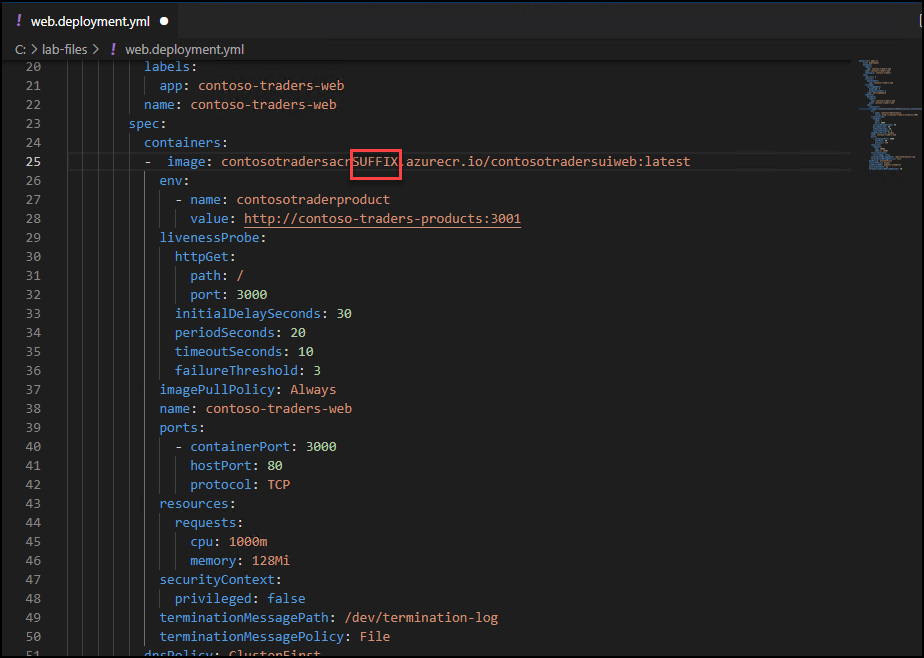 ! web.deployment.yml ●
C: > lab-files > ! web.deployment.yml
20 labels:
21 app: contoso-traders-web
22 name: contoso-traders-web
23 spec:
24 containers:
25 - image: contosotradersacrSUFFIX.azurecr.io/contosotradersuiweb:latest
26 env:
27 - name: contosotraderproduct
28 value: http://contoso-traders-products:3001
29 livenessProbe:
30 httpGet:
31 path: /
32 port: 3000
33 initialDelaySeconds: 30
34 periodSeconds: 20
35 timeoutSeconds: 10
36 failureThreshold: 3
37 imagePullPolicy: Always
38 name: contoso-traders-web
39 ports:
40 - containerPort: 3000
41 hostPort: 80
42 protocol: TCP
43 resources:
44 requests:
45 cpu: 1000m
46 memory: 128Mi
47 securityContext:
48 privileged: false
49 terminationMessagePath: /dev/termination-log
50 terminationMessagePolicy: File
51 dnsPolicy: ClusterFirst